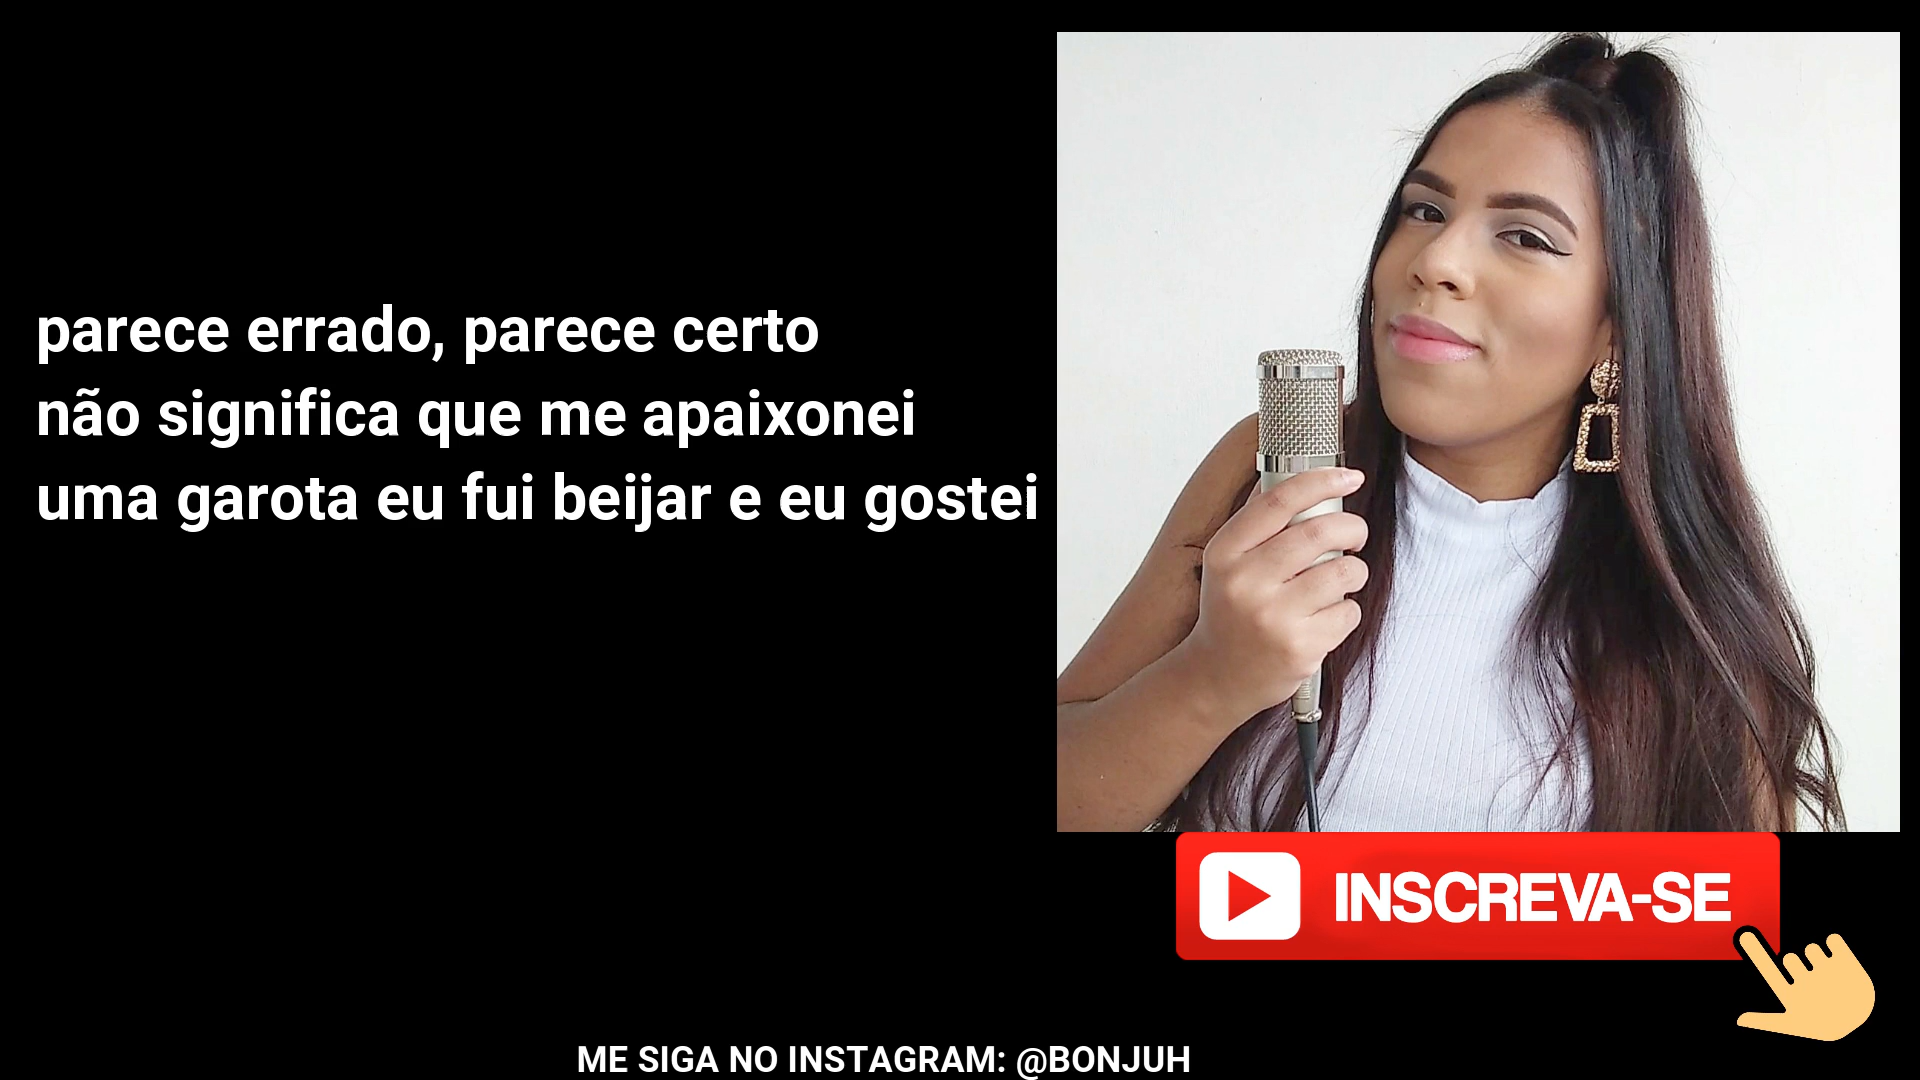 parece errado, parece certo
não significa que me apaixonei
uma garota eu fui beijar e eu gostei
INSCREVA-SE
ME SIGA NO INSTAGRAM: @BONJUH